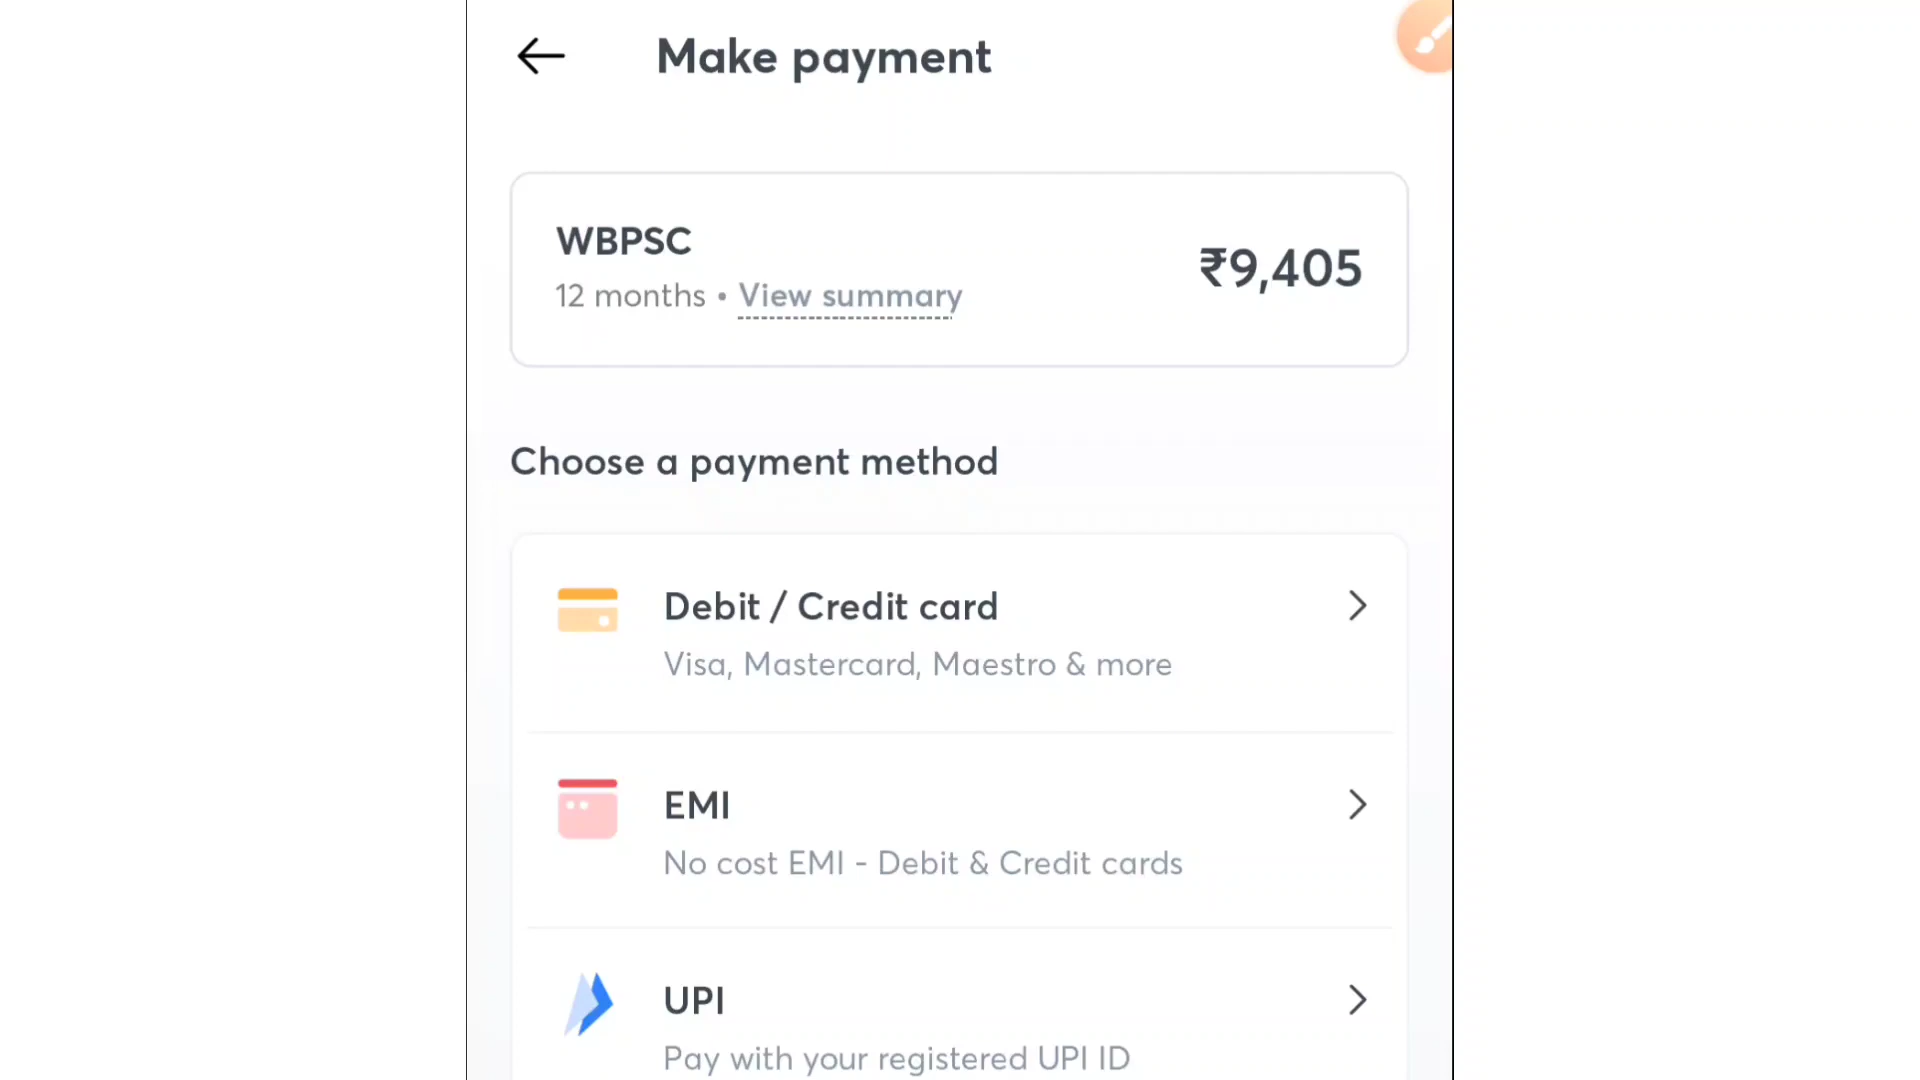 Make payment
WBPSC
12 months • View summary
₹9,405
Choose a payment method
Debit / Credit card
Visa, Mastercard, Maestro & more
EMI
No cost EMI - Debit & Credit cards
UPI
Pay with your registered UPI ID